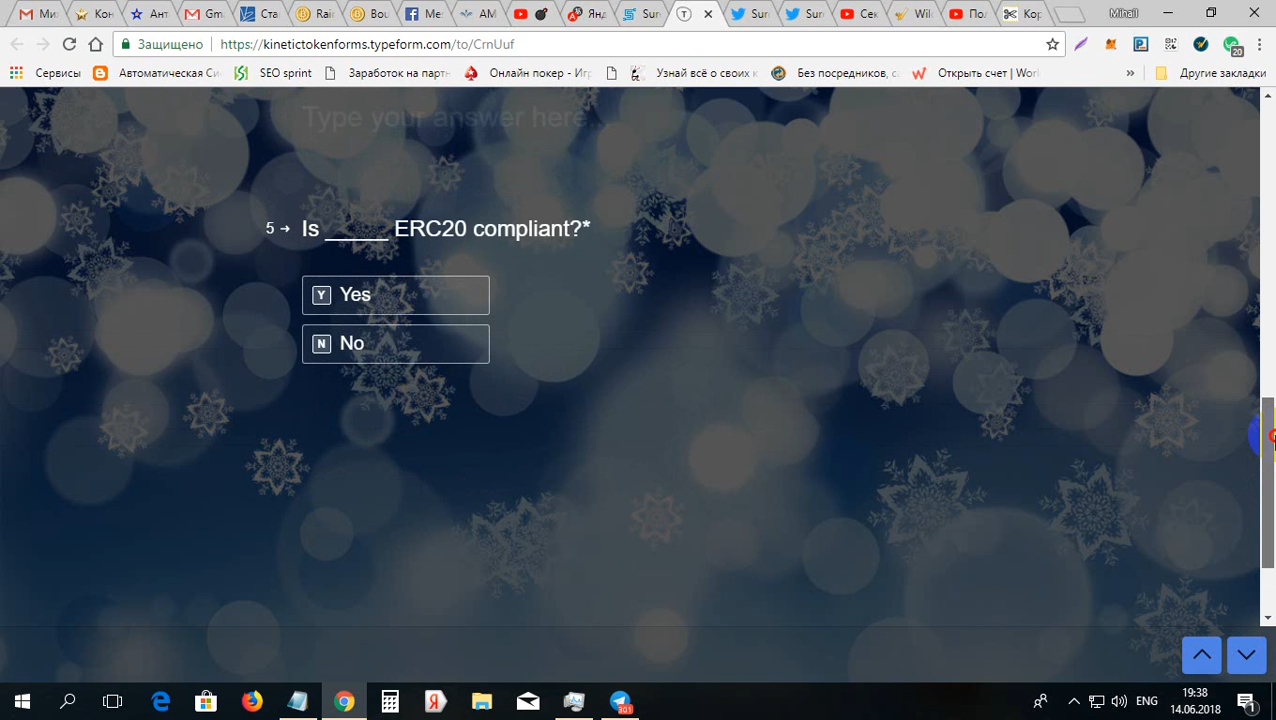 Ми
Кон
Ант
Gm
Ста
Rain
Bou
Me
AM
Янд
Sur
T
Sur
Sur
Сек
Wil
По
Кор
Mihail
Защищено
https://kinetictokenforms.typeform.com/to/CrnUuf
20
Сервисы
Автоматическая Си
SEO sprint
Заработок на партн
Онлайн покер - Игр
Узнай всё о своих к
Без посредников, с
Открыть счет | Worl
»
Другие закладки
Type your answer here
5 → Is _____ ERC20 compliant?*
Y Yes
N No
301
ENG
19:38
14.06.2018
1